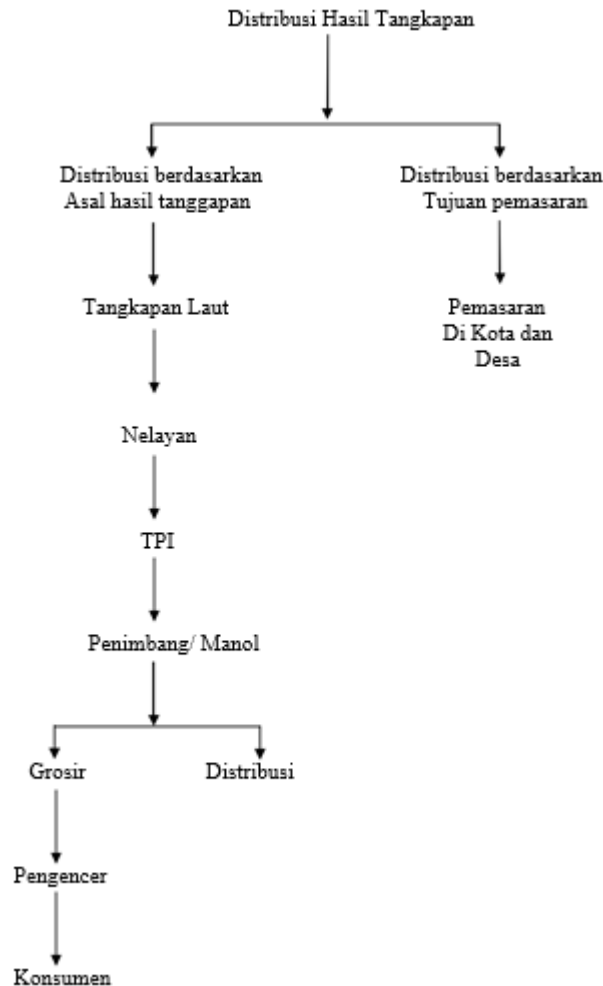 Distribusi Hasil Tangkapan
Distribusi berdasarkan
Asal hasil tanggapan
Distribusi berdasarkan
Tujuan pemasaran
Tangkapan Laut
Pemasaran
Di Kota dan
Desa
Nelayan
TPI
Penimbang/ Manol
Grosir
Distribusi
Pengencer
Konsumen